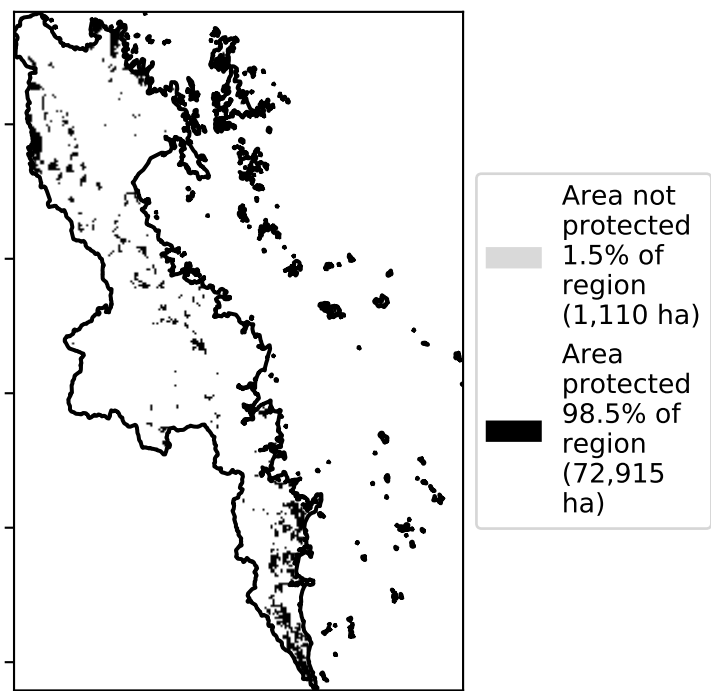 Area not
protected
1.5% of
region
(1,110 ha)
Area
protected
98.5% of
region
(72,915
ha)